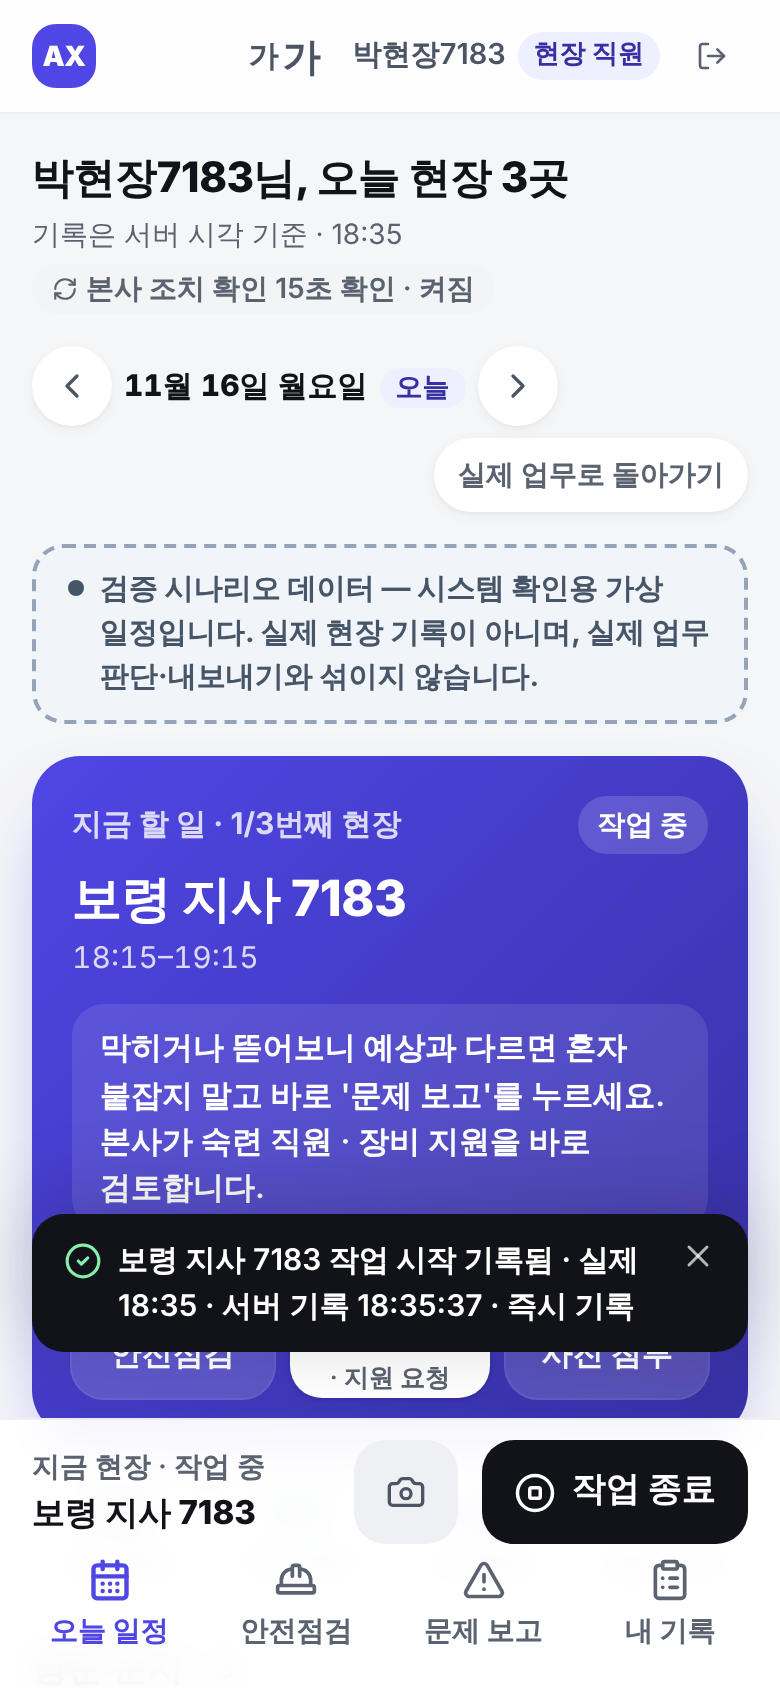 AX
가가 박현장7183 현장 직원
박현장7183님, 오늘 현장 3곳
기록은 서버 시각 기준 · 18:35
본사 조치 확인 15초 확인 · 켜짐
11월 16일 월요일 오늘
실제 업무로 돌아가기
검증 시나리오 데이터 — 시스템 확인용 가상
일정입니다. 실제 현장 기록이 아니며, 실제 업무
판단·내보내기와 섞이지 않습니다.
지금 할 일 · 1/3번째 현장 작업 중
보령 지사 7183
18:15–19:15
막히거나 뜯어보니 예상과 다르면 혼자
붙잡지 말고 바로 '문제 보고'를 누르세요.
본사가 숙련 직원 · 장비 지원을 바로
검토합니다.
보령 지사 7183 작업 시작 기록됨 · 실제
18:35 · 서버 기록 18:35:37 · 즉시 기록
안전점검 · 지원 요청 사진 첨부
지금 현장 · 작업 중
보령 지사 7183
작업 종료
오늘 일정 안전점검 문제 보고 내 기록